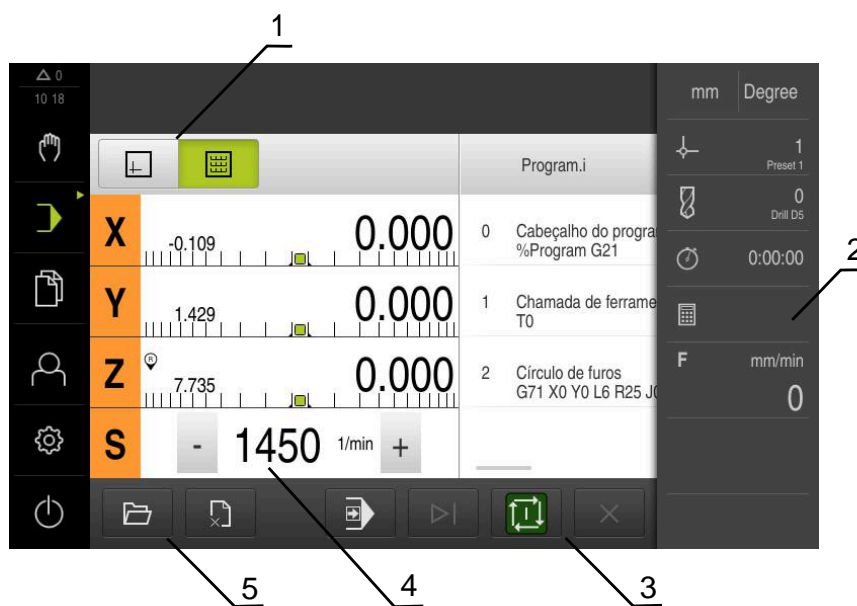 1
0
10 18
mm Degree
1
Preset 1
Program.i
0
Drill D5
X -0.109 0.000
0 Cabeçalho do progra
%Program G21
0:00:00
2
Y 1.429 0.000
1 Chamada de ferrame
T0
Z R 7.735 0.000
2 Círculo de furos
G71 X0 Y0 L6 R25 J0
F mm/min
0
S - 1450 1/min +
5
4
3